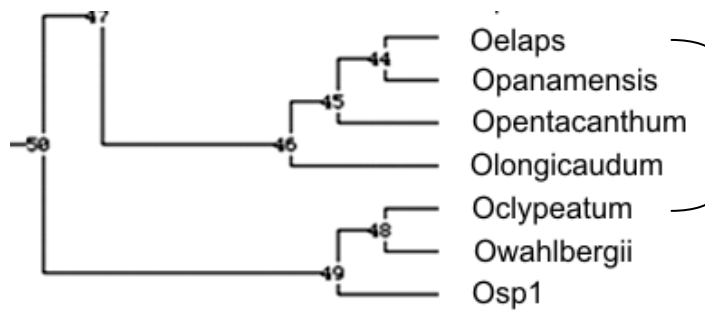 47
Oelaps
44
Opanamensis
45
Opentacanthum
50
46
Olongicaudum
Oclypeatum
48
Owahlbergii
49
Osp1